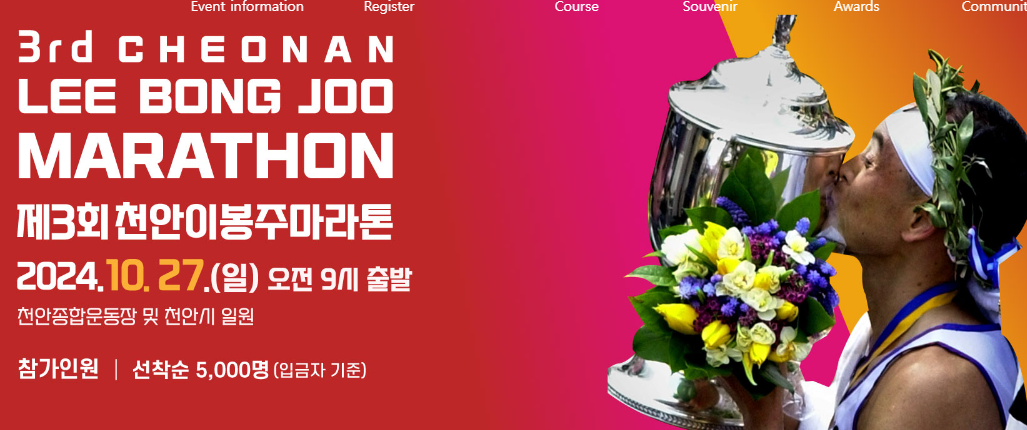 Event information Register Course Souvenir Awards Communit
3rd CHEONAN
LEE BONG JOO
MARATHON
제3회 천안이봉주마라톤
2024.10. 27.(일) 오전 9시 출발
천안종합운동장 및 천안시 일원
참가인원 | 선착순 5,000명 (입금자 기준)